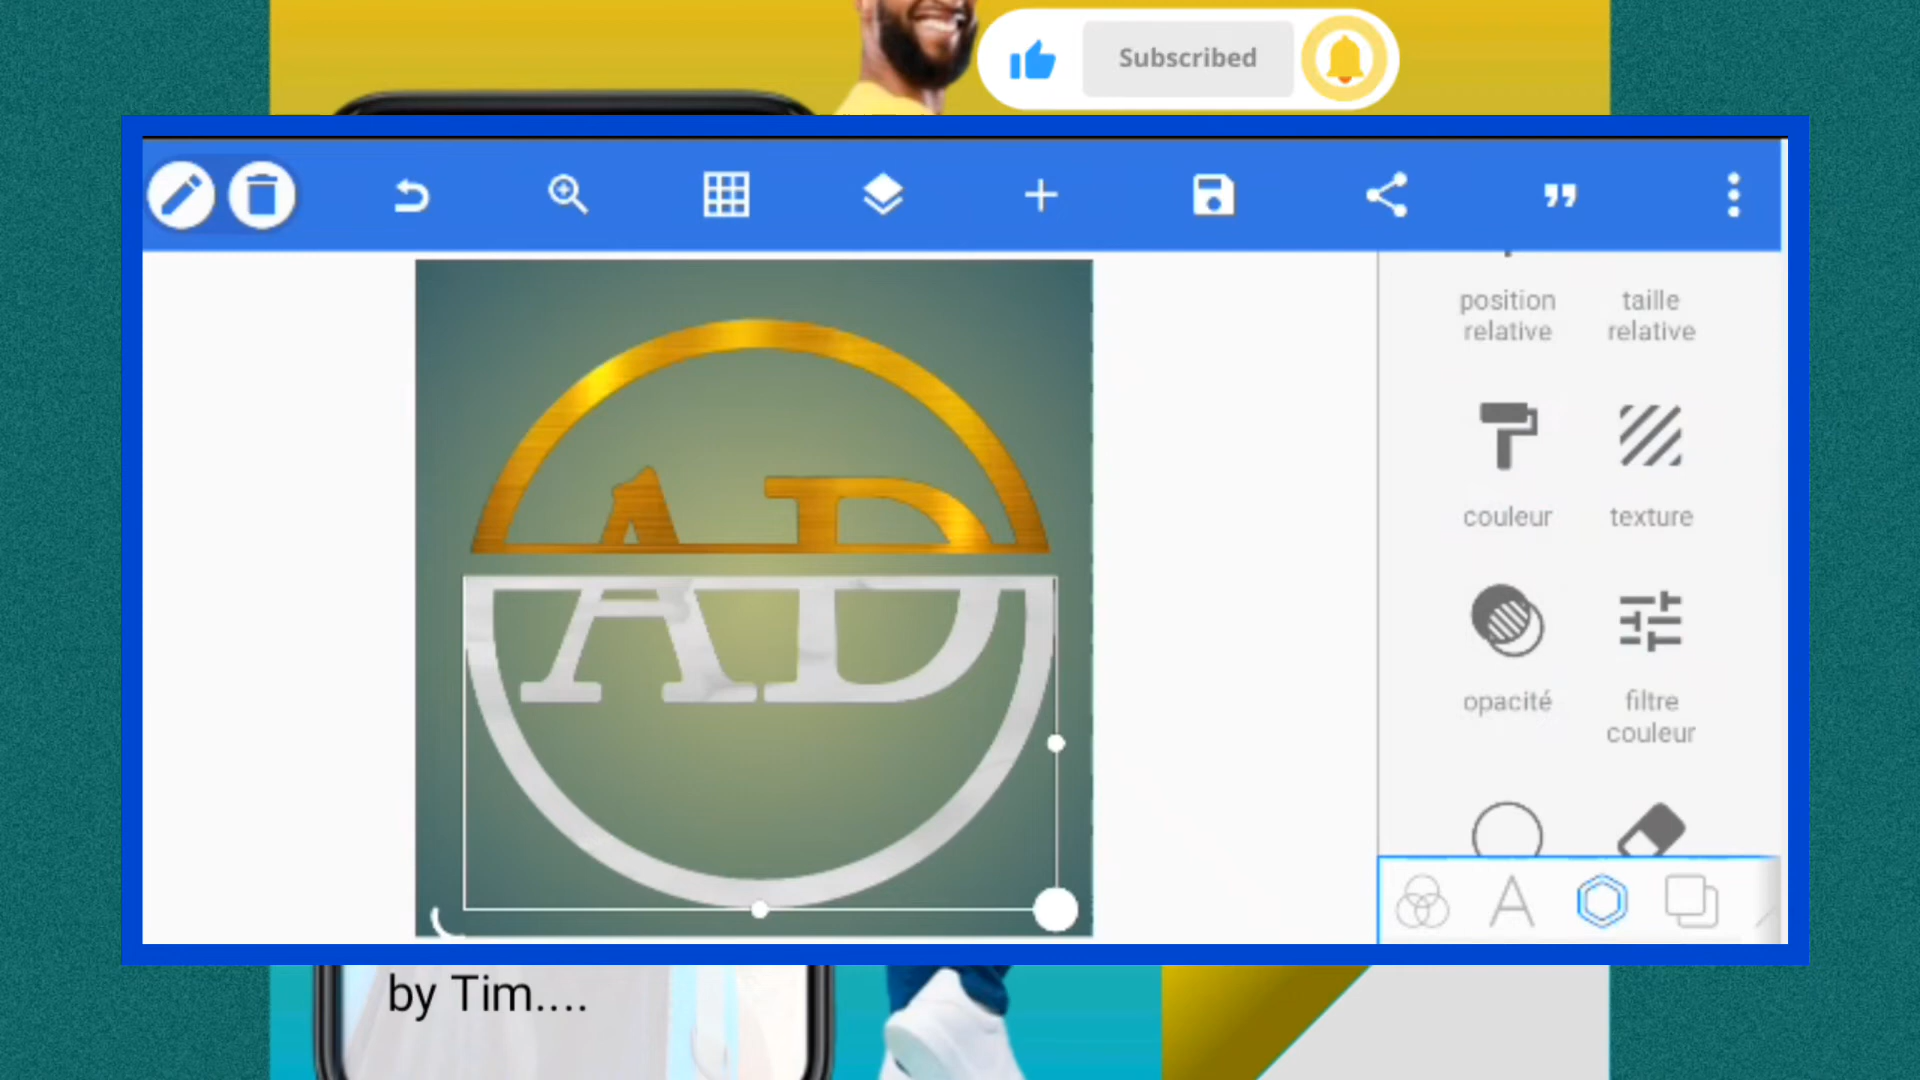 Subscribed
position
relative
taille
relative
couleur
texture
opacité
filtre
couleur
AD
AD
by Tim....